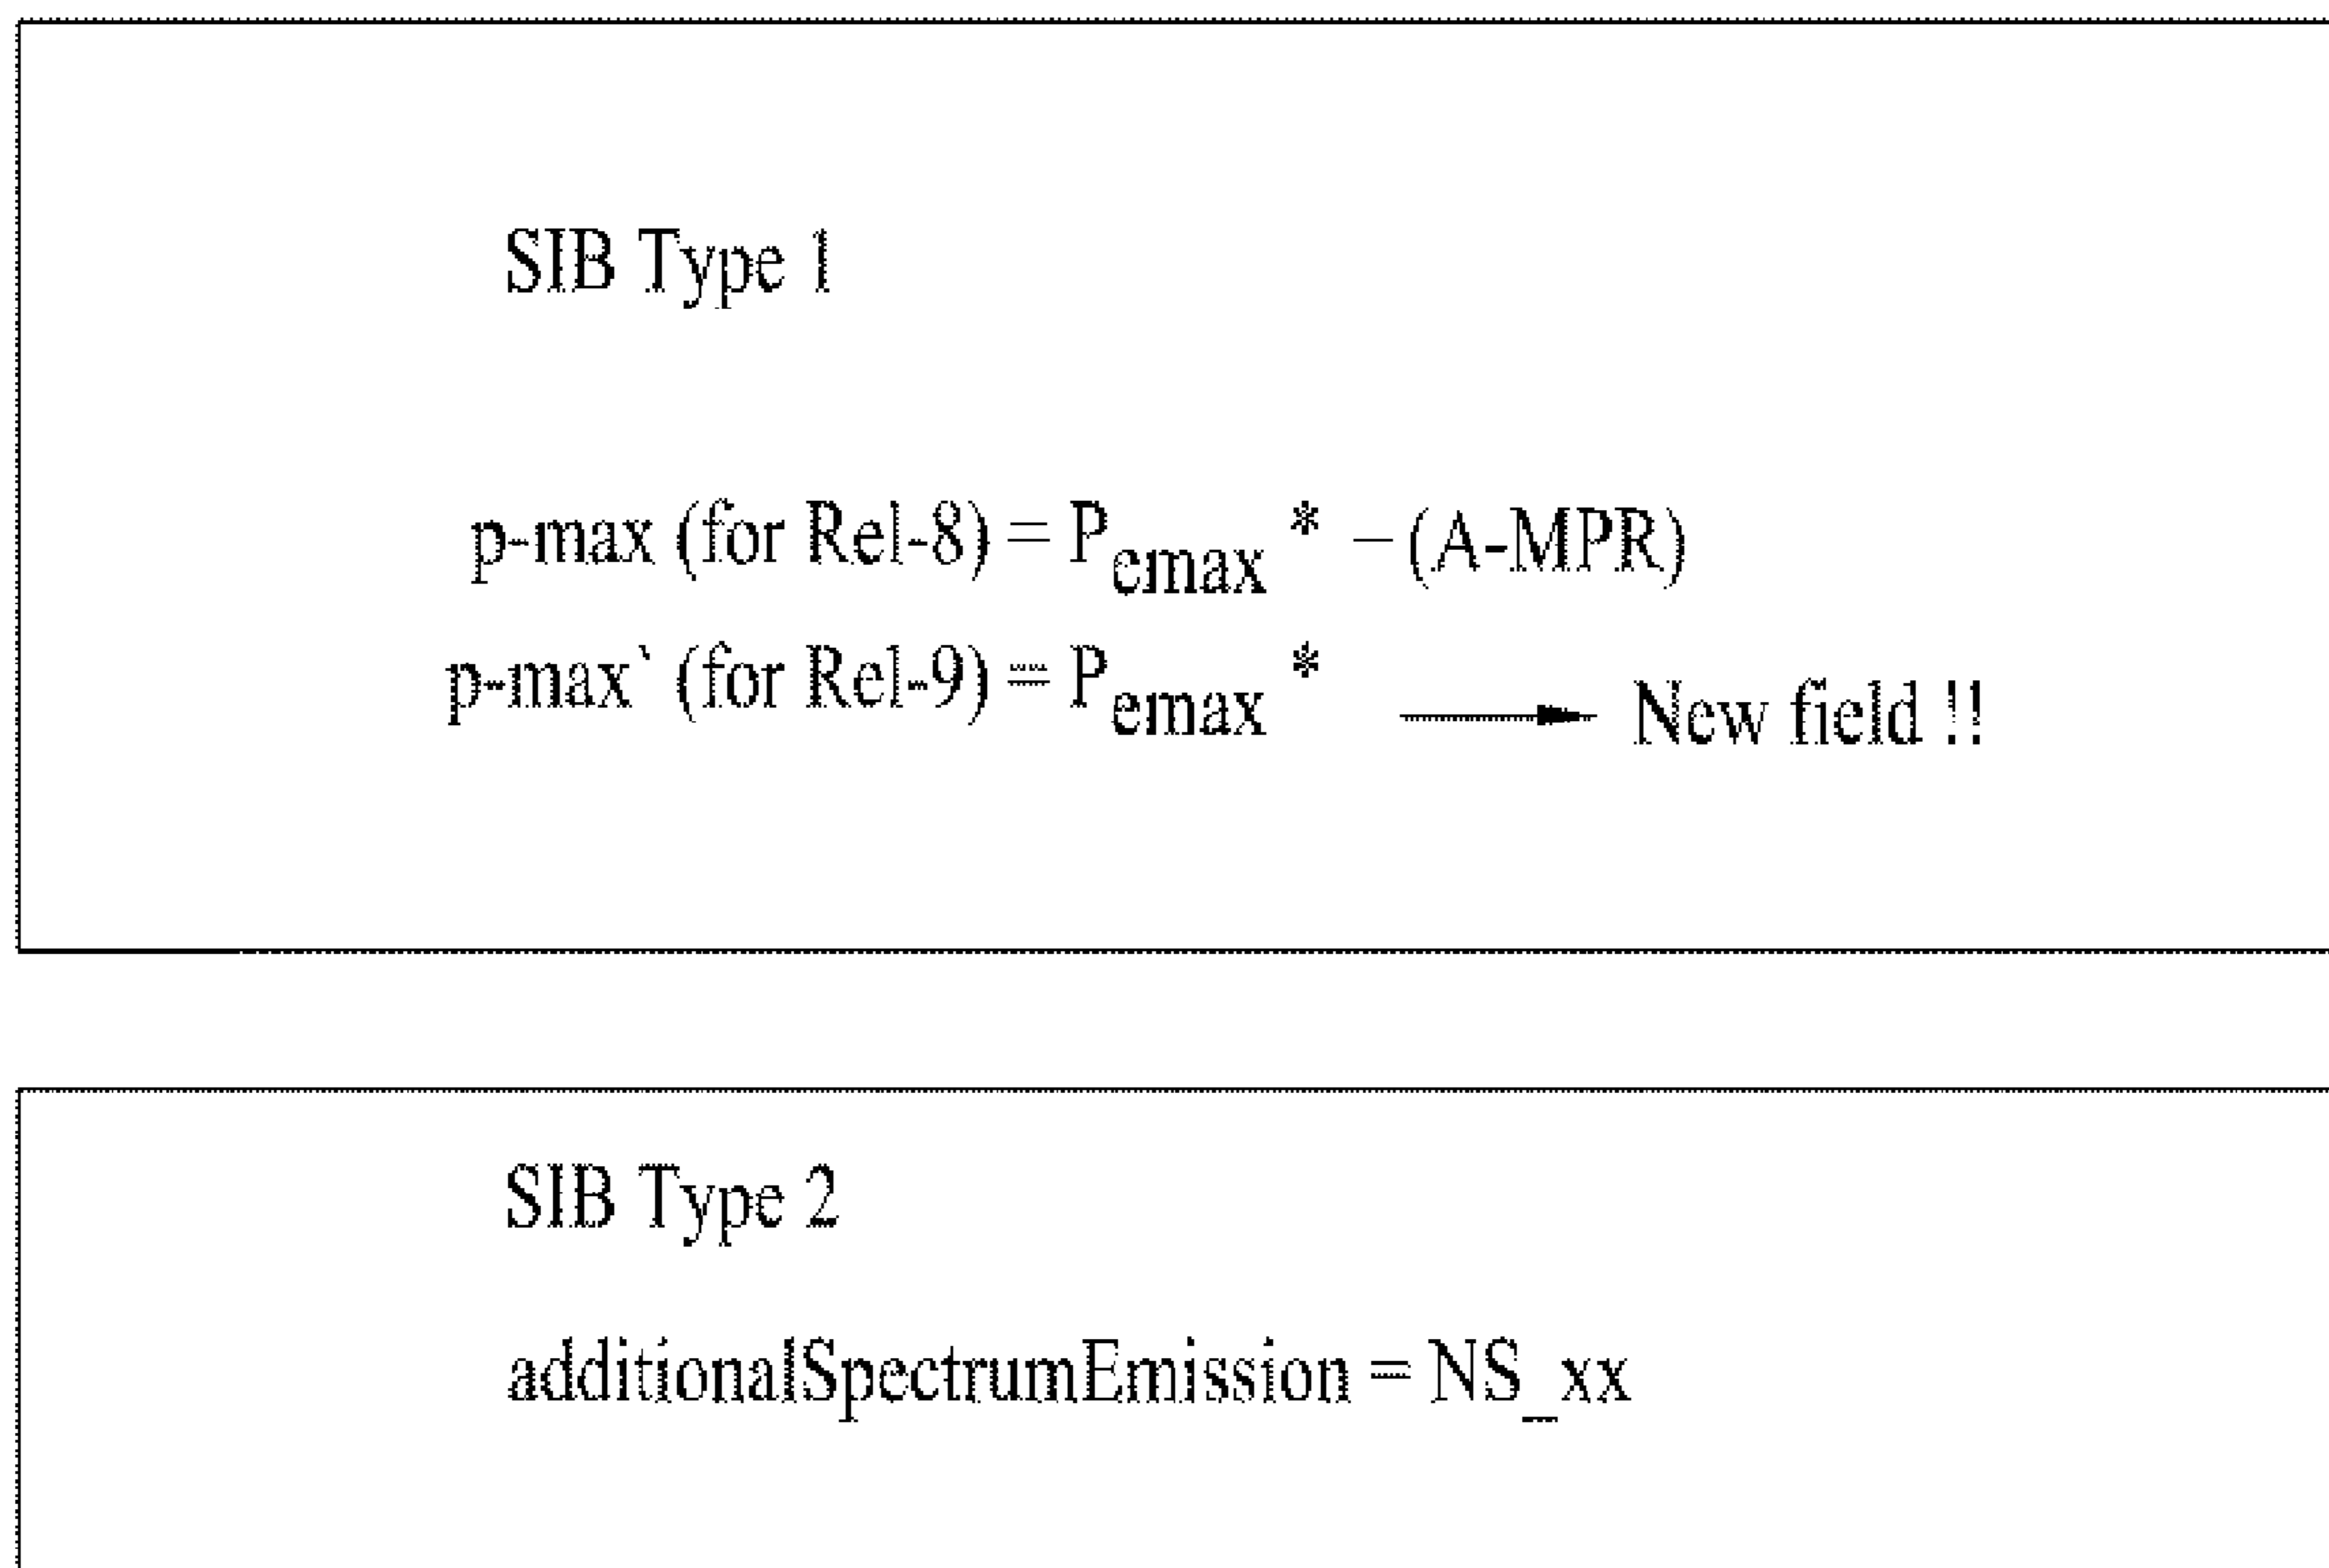 SIB Type 1
p-max (for Rel-8) = Pemax * – (A-MPR)
p-max` (for Rel-9) = Pemax *
New field !!
SIB Type 2
additionalSpectrumEmission = NS_xx